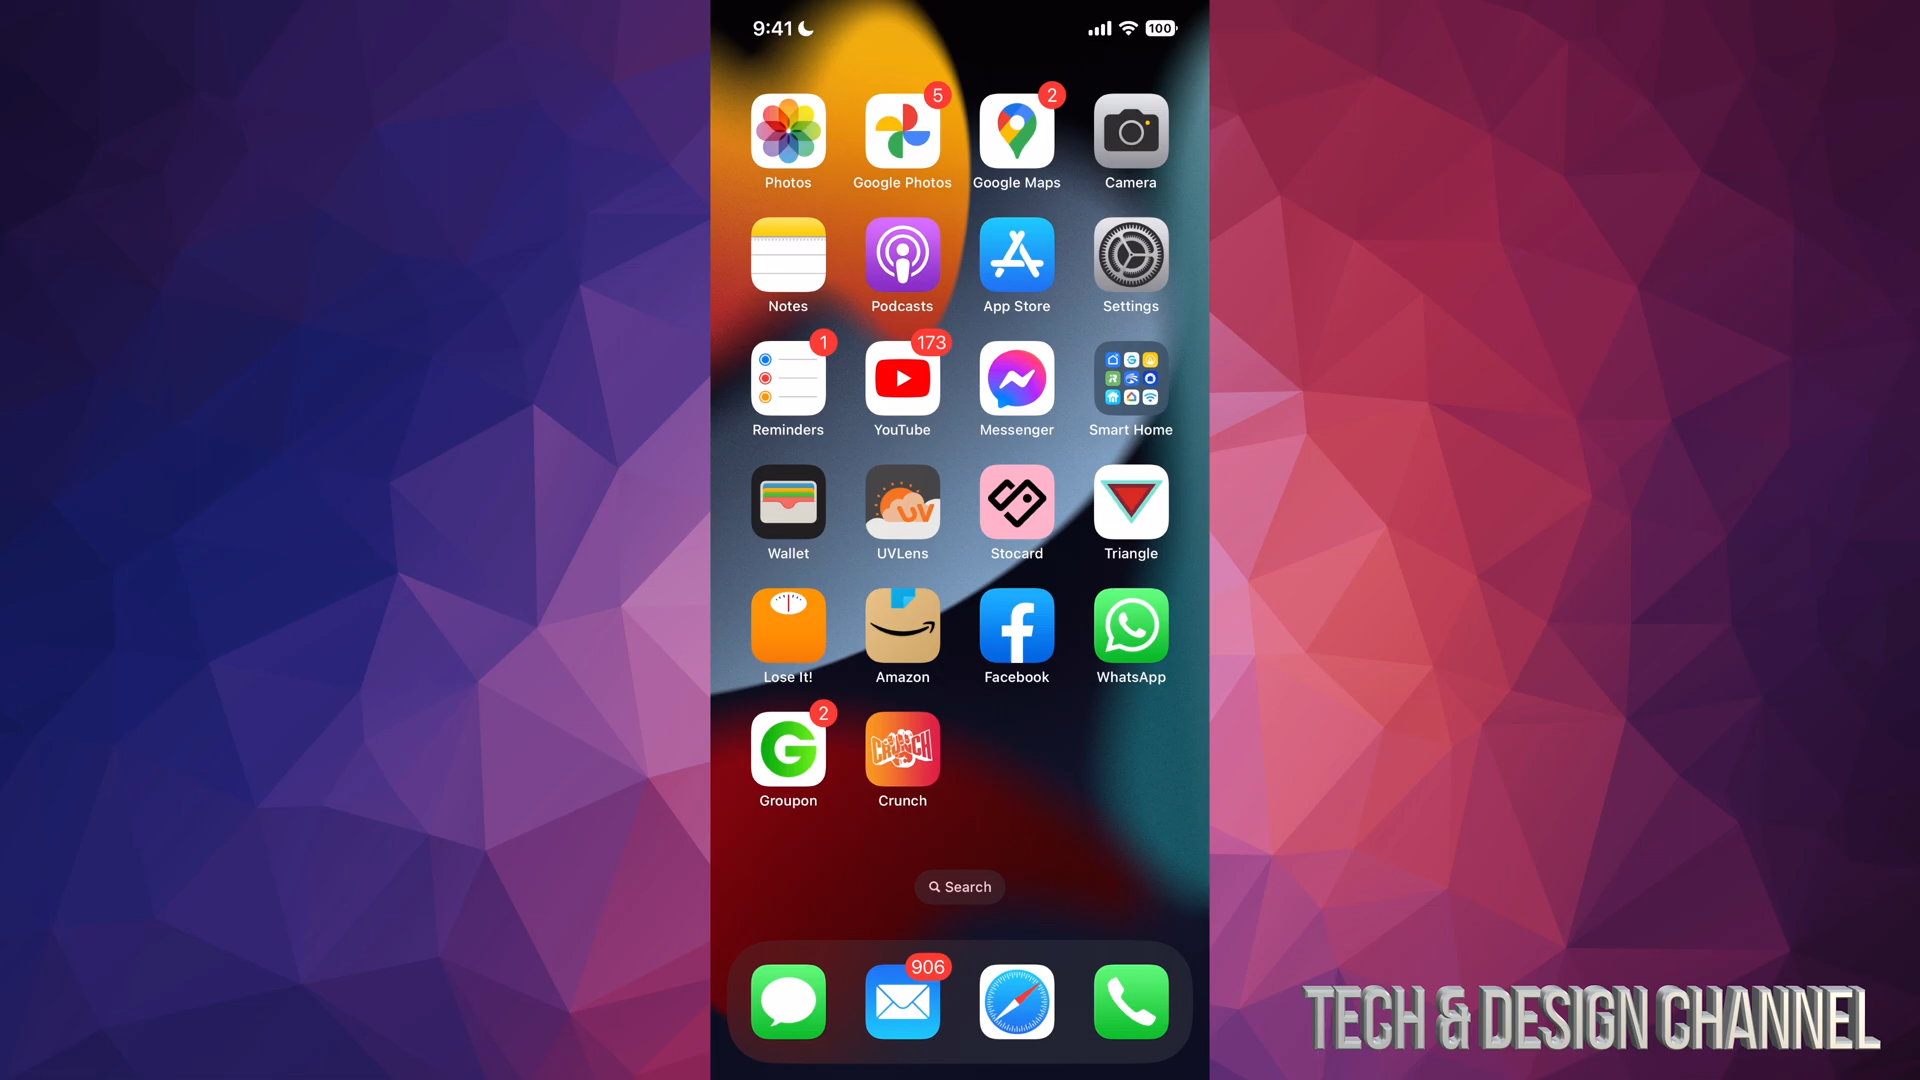 9:41
100
5
2
Photos
Google Photos
Google Maps
Camera
Notes
Podcasts
App Store
Settings
1
173
Reminders
YouTube
Messenger
Smart Home
UV
Wallet
UVLens
Stocard
Triangle
Lose It!
Amazon
Facebook
WhatsApp
2
CRUNCH
Groupon
Crunch
Search
906
TECH & DESIGN CHANNEL